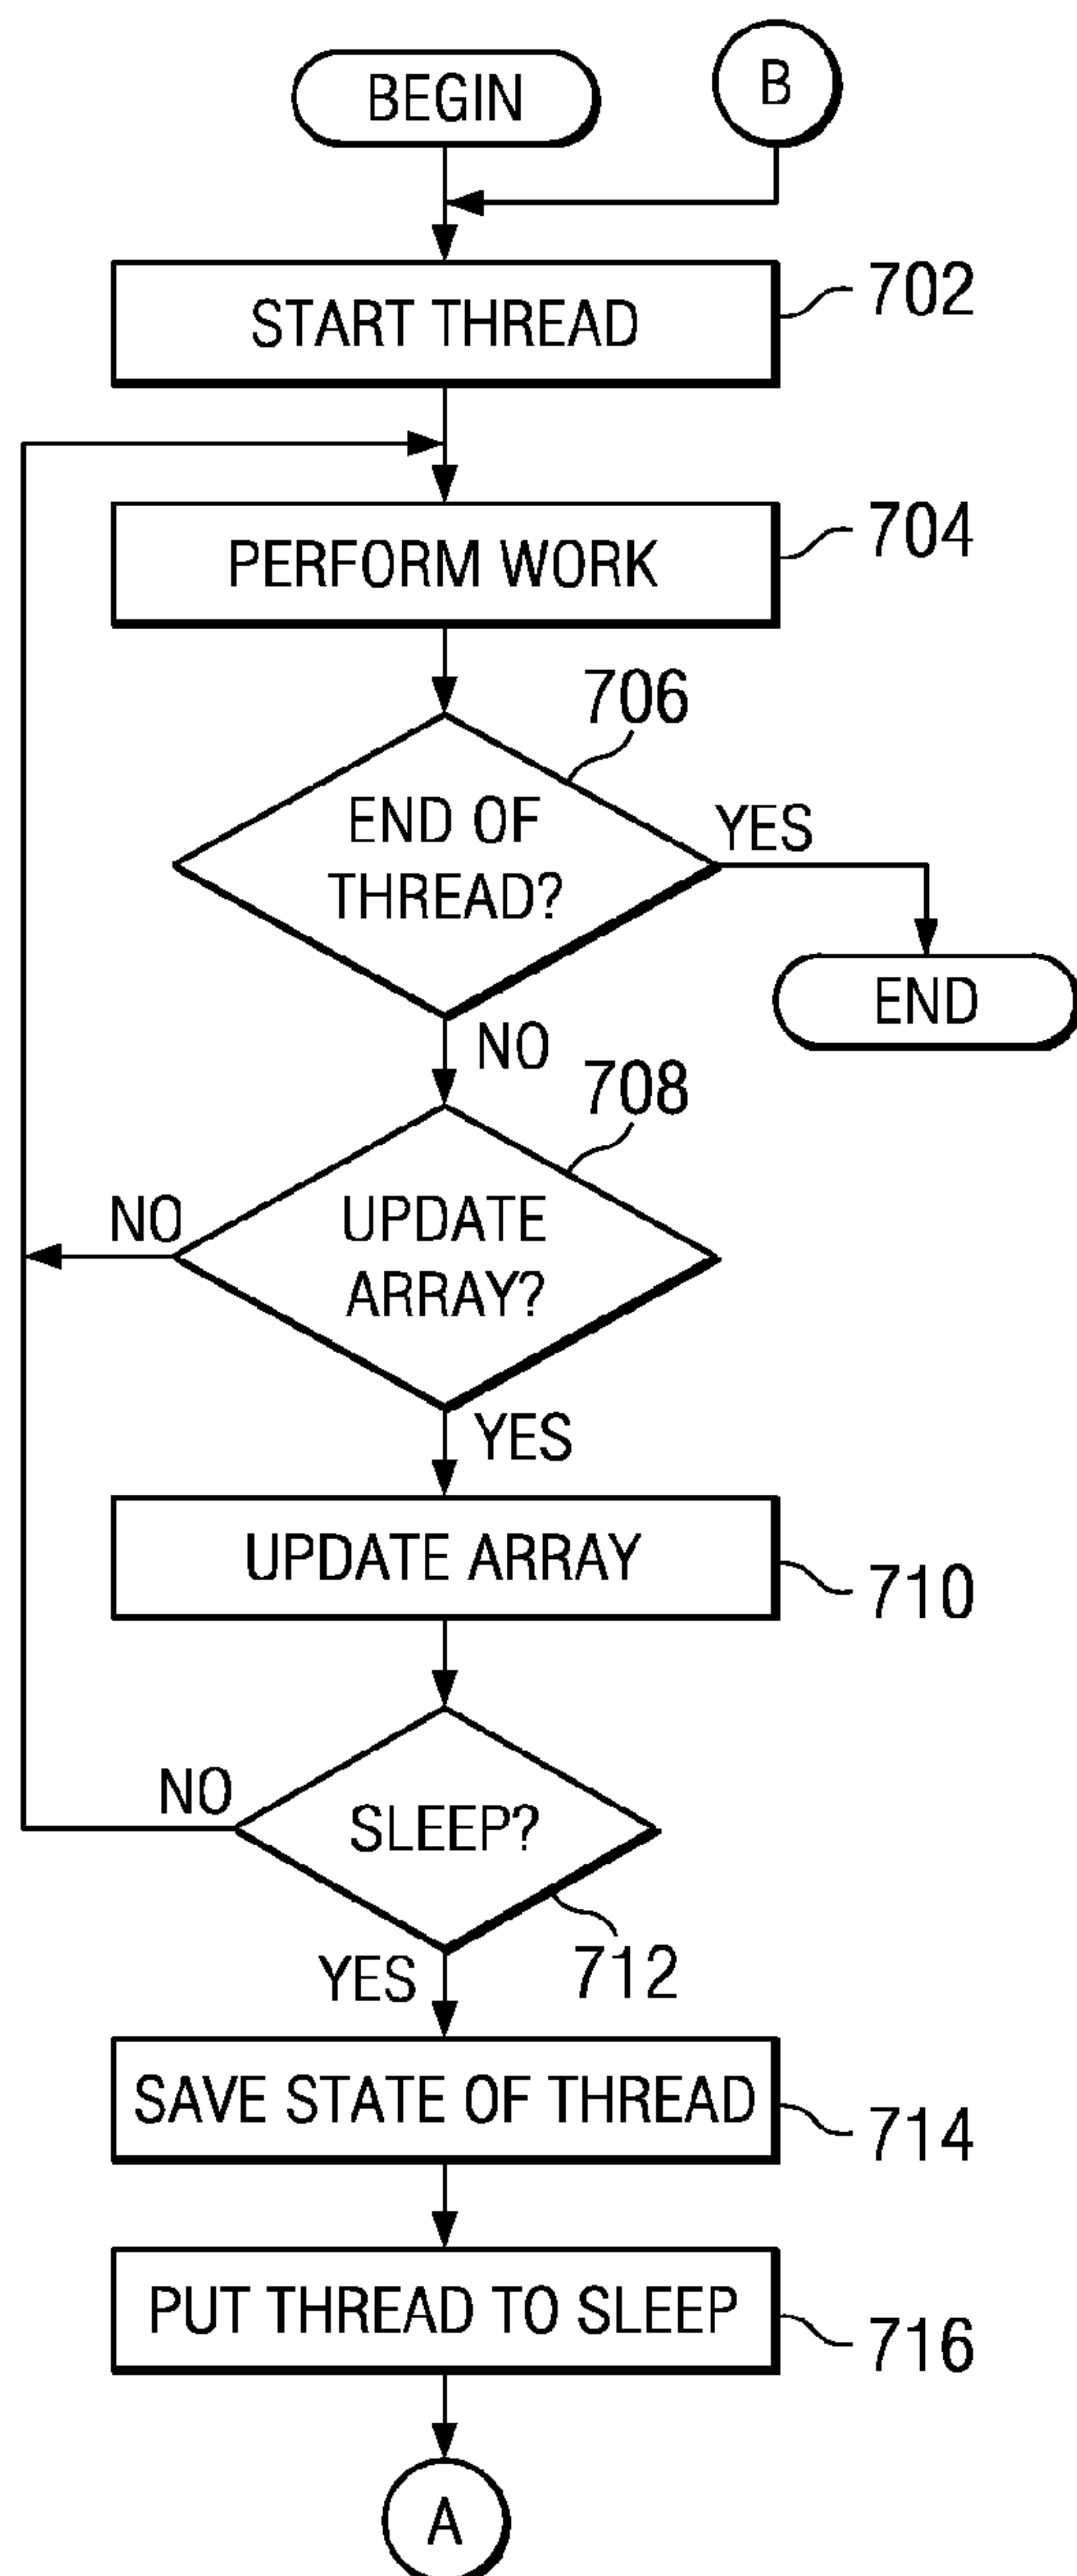 BEGIN
B
START THREAD
702
PERFORM WORK
704
706
END OF
THREAD?
YES
END
NO
708
UPDATE
ARRAY?
NO
YES
UPDATE ARRAY
710
NO
SLEEP?
712
YES
SAVE STATE OF THREAD
714
PUT THREAD TO SLEEP
716
A